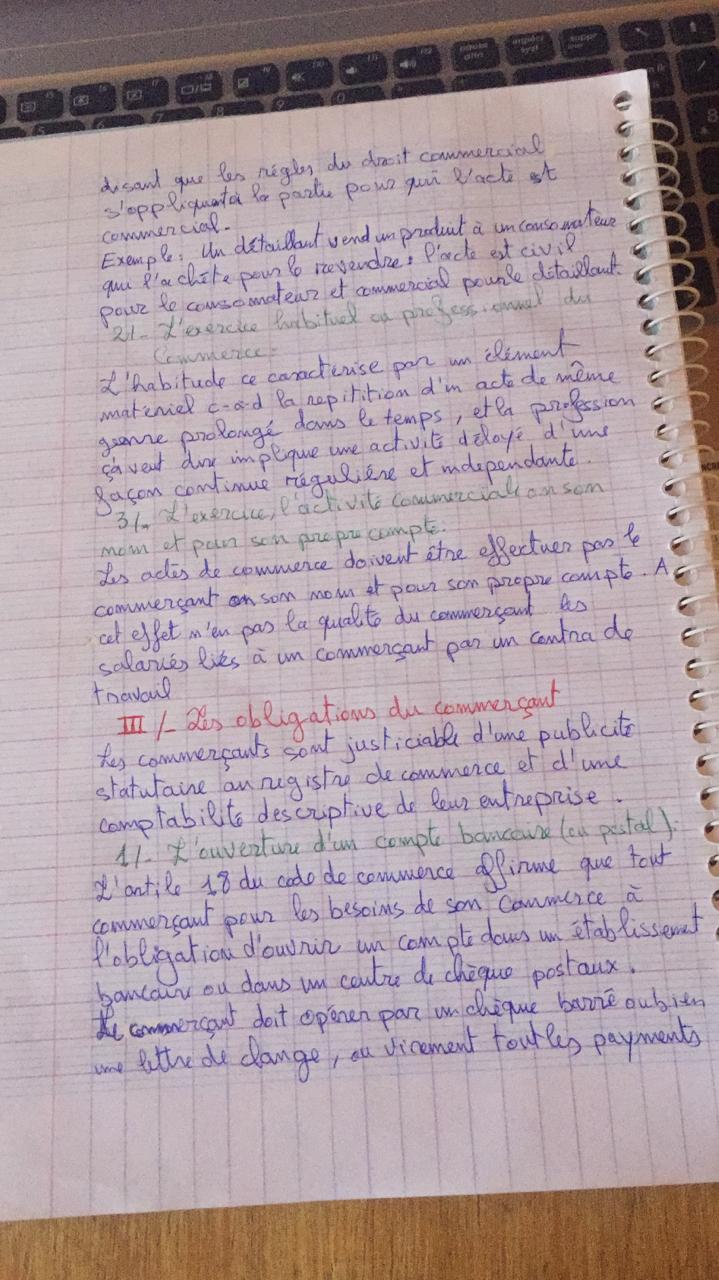 disant que les règles du droit commercial
s'appliquent à la partie pour qui l'acte est
commercial.
Exemple: Un détaillant vend un produit à un consomateur
qui l'achète pour le revendre: l'acte est civil
pour le consomateur et commercial pour le détaillant.
2/- L'exercice habituel ou professionnel du
Commerce:
L'habitude ce caractérise par un élément
matériel c-a-d la repitition d'un acte de même
genre prolongé dans le temps, et la profession
çà veut dire implique une activité déloyé d'une
façon continue régulière et independante.
3/- L'exercice, l'activité commerciale en son
nom et pour son propre compte.
Les actes de commerce doivent être effectuer pas le
commerçant en son nom et pour son propre compte. A
cet effet n'en pas la qualité du commerçant les
salariés liés à un commerçant par un contra de
travail
III /- Les obligations du commerçant
Les commerçants sont justiciable d'une publicité
statutaire au registre de commerce et d'une
comptabilité descriptive de leur entreprise.
1/- L'ouverture d'un compte bancaire (ou postal):
L'artile 18 du code de commerce affirme que tout
commerçant pour les besoins de son Commerce à
l'obligation d'ouvrir un compte dans un établissement
bancaire ou dans un centre de chèque postaux.
Le commerçant doit opérer par un chèque barré ou bien
une lettre de change, ou virement tout les payments